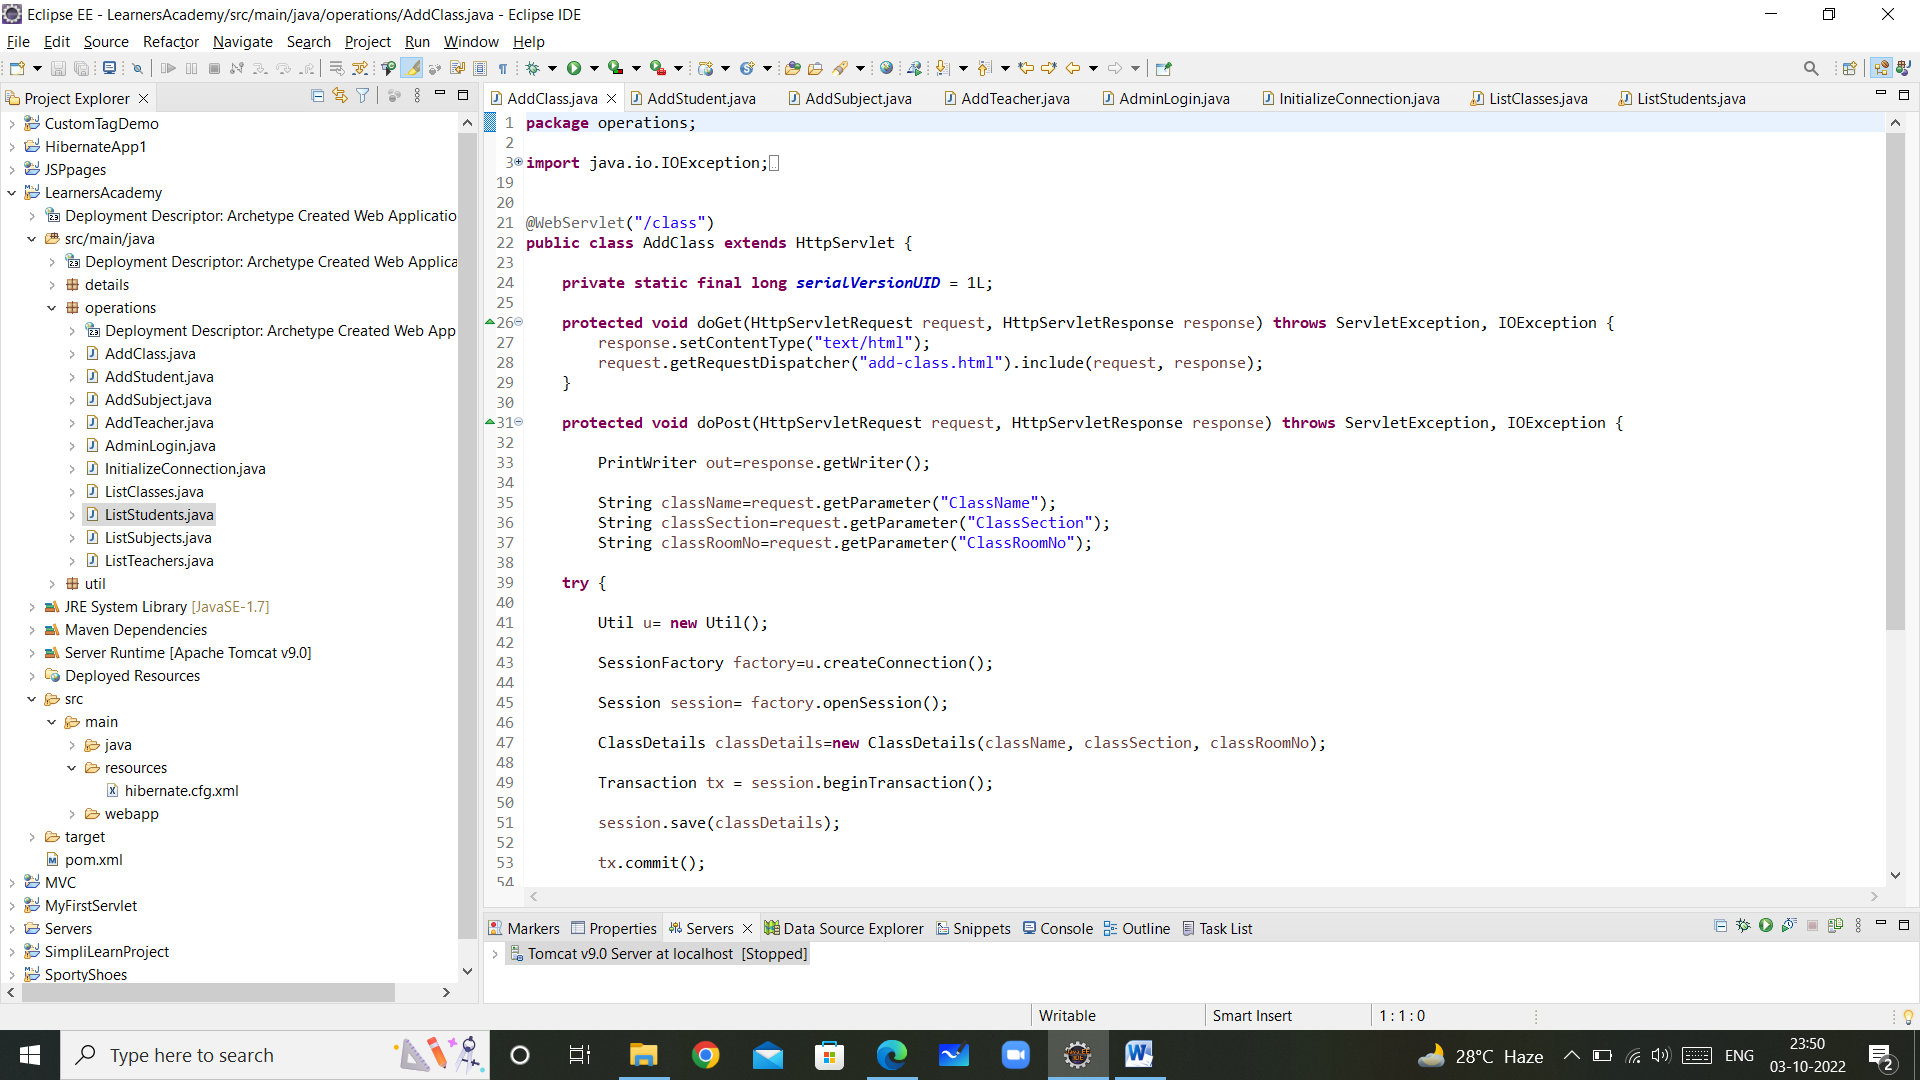 Eclipse EE - LearnersAcademy/src/main/java/operations/AddClass.java - Eclipse IDE
File Edit Source Refactor Navigate Search Project Run Window Help
Project Explorer
CustomTagDemo
HibernateApp1
JSPpages
LearnersAcademy
Deployment Descriptor: Archetype Created Web Applicatio
src/main/java
Deployment Descriptor: Archetype Created Web Applica
details
operations
Deployment Descriptor: Archetype Created Web App
AddClass.java
AddStudent.java
AddSubject.java
AddTeacher.java
AdminLogin.java
InitializeConnection.java
ListClasses.java
ListStudents.java
ListSubjects.java
ListTeachers.java
util
JRE System Library [JavaSE-1.7]
Maven Dependencies
Server Runtime [Apache Tomcat v9.0]
Deployed Resources
src
main
java
resources
hibernate.cfg.xml
webapp
target
pom.xml
MVC
MyFirstServlet
Servers
SimpliLearnProject
SportyShoes
AddClass.java AddStudent.java AddSubject.java AddTeacher.java AdminLogin.java InitializeConnection.java ListClasses.java ListStudents.java
1 package operations;
2
3 import java.io.IOException;
19
20
21 @WebServlet("/class")
22 public class AddClass extends HttpServlet {
23
24 private static final long serialVersionUID = 1L;
25
26 protected void doGet(HttpServletRequest request, HttpServletResponse response) throws ServletException, IOException {
27 response.setContentType("text/html");
28 request.getRequestDispatcher("add-class.html").include(request, response);
29 }
30
31 protected void doPost(HttpServletRequest request, HttpServletResponse response) throws ServletException, IOException {
32
33 PrintWriter out=response.getWriter();
34
35 String className=request.getParameter("ClassName");
36 String classSection=request.getParameter("ClassSection");
37 String classRoomNo=request.getParameter("ClassRoomNo");
38
39 try {
40
41 Util u= new Util();
42
43 SessionFactory factory=u.createConnection();
44
45 Session session= factory.openSession();
46
47 ClassDetails classDetails=new ClassDetails(className, classSection, classRoomNo);
48
49 Transaction tx = session.beginTransaction();
50
51 session.save(classDetails);
52
53 tx.commit();
54
Markers Properties Servers Data Source Explorer Snippets Console Outline Task List
Tomcat v9.0 Server at localhost [Stopped]
Writable Smart Insert 1 : 1 : 0
Type here to search
28°C Haze ENG
23:50
03-10-2022
2